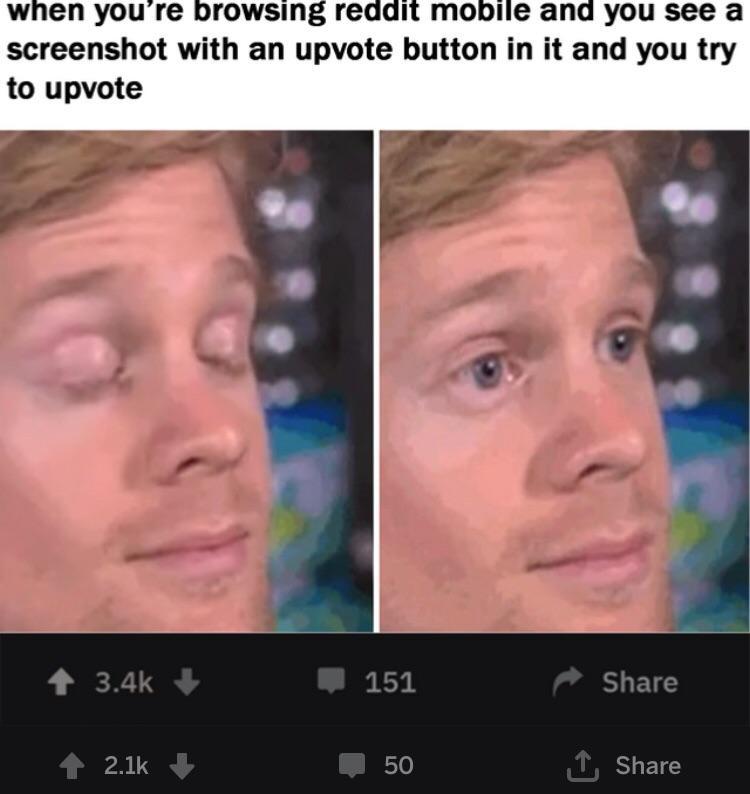 when you're browsing reddit mobile and you see a
screenshot with an upvote button in it and you try
to upvote
3.4k 151 Share
2.1k 50 Share